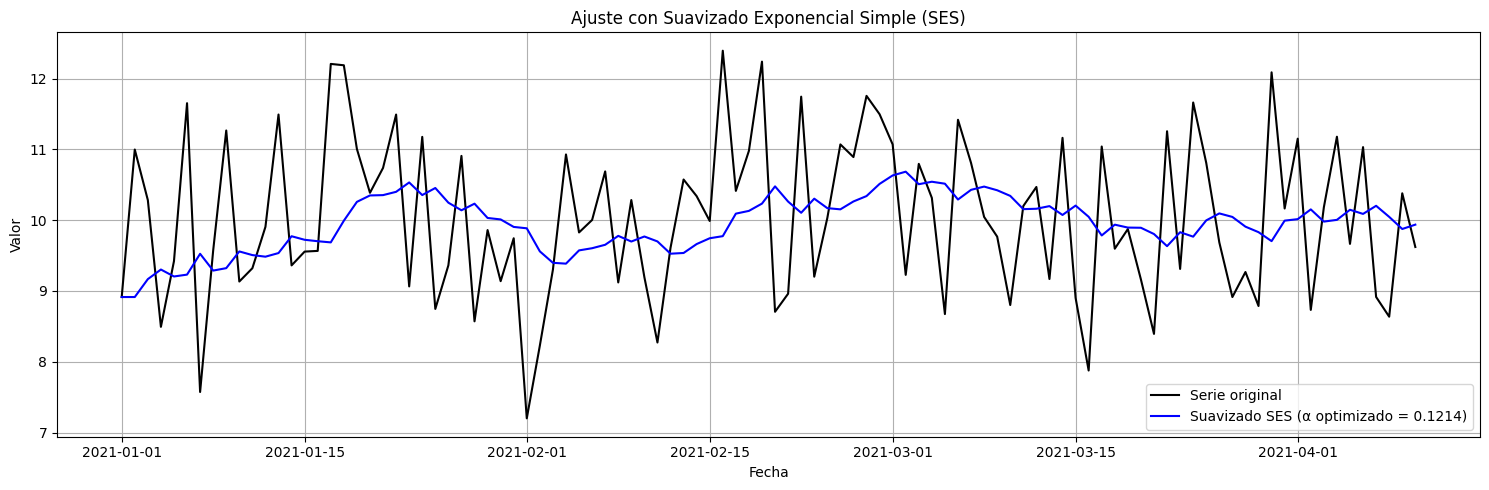 Ajuste con Suavizado Exponencial Simple (SES)
Valor
12
11
10
9
8
7
Serie original
Suavizado SES (α optimizado = 0.1214)
2021-01-01
2021-01-15
2021-02-01
2021-02-15
2021-03-01
2021-03-15
2021-04-01
Fecha